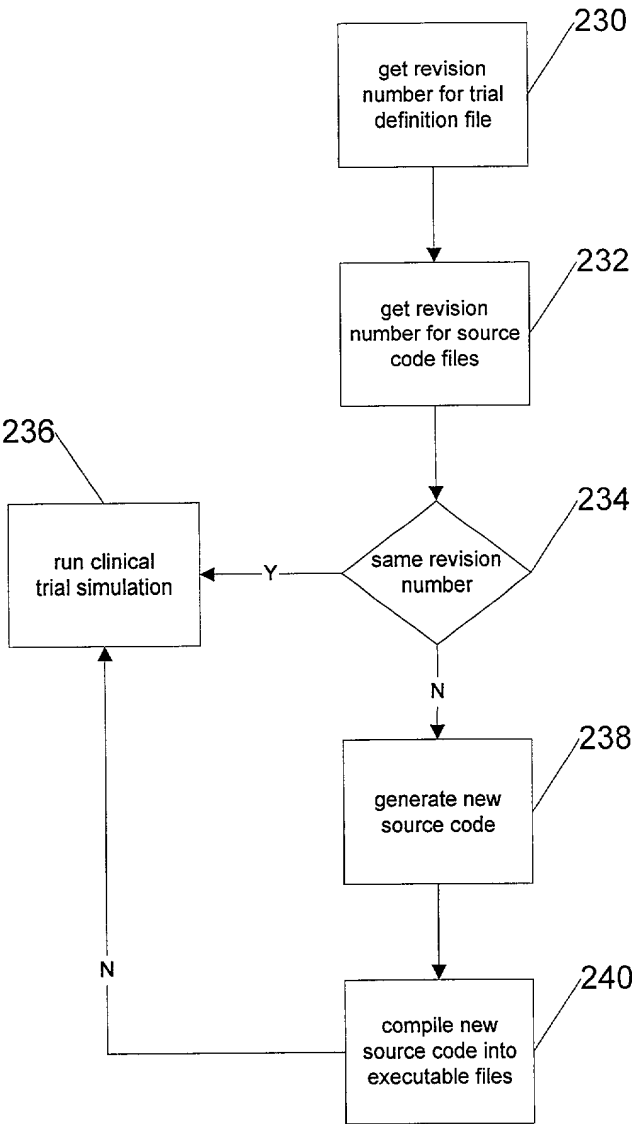 230
get revision
number for trial
definition file
232
get revision
number for source
code files
236
234
run clinical
trial simulation
Y
same revision
number
N
238
generate new
source code
N
240
compile new
source code into
executable files